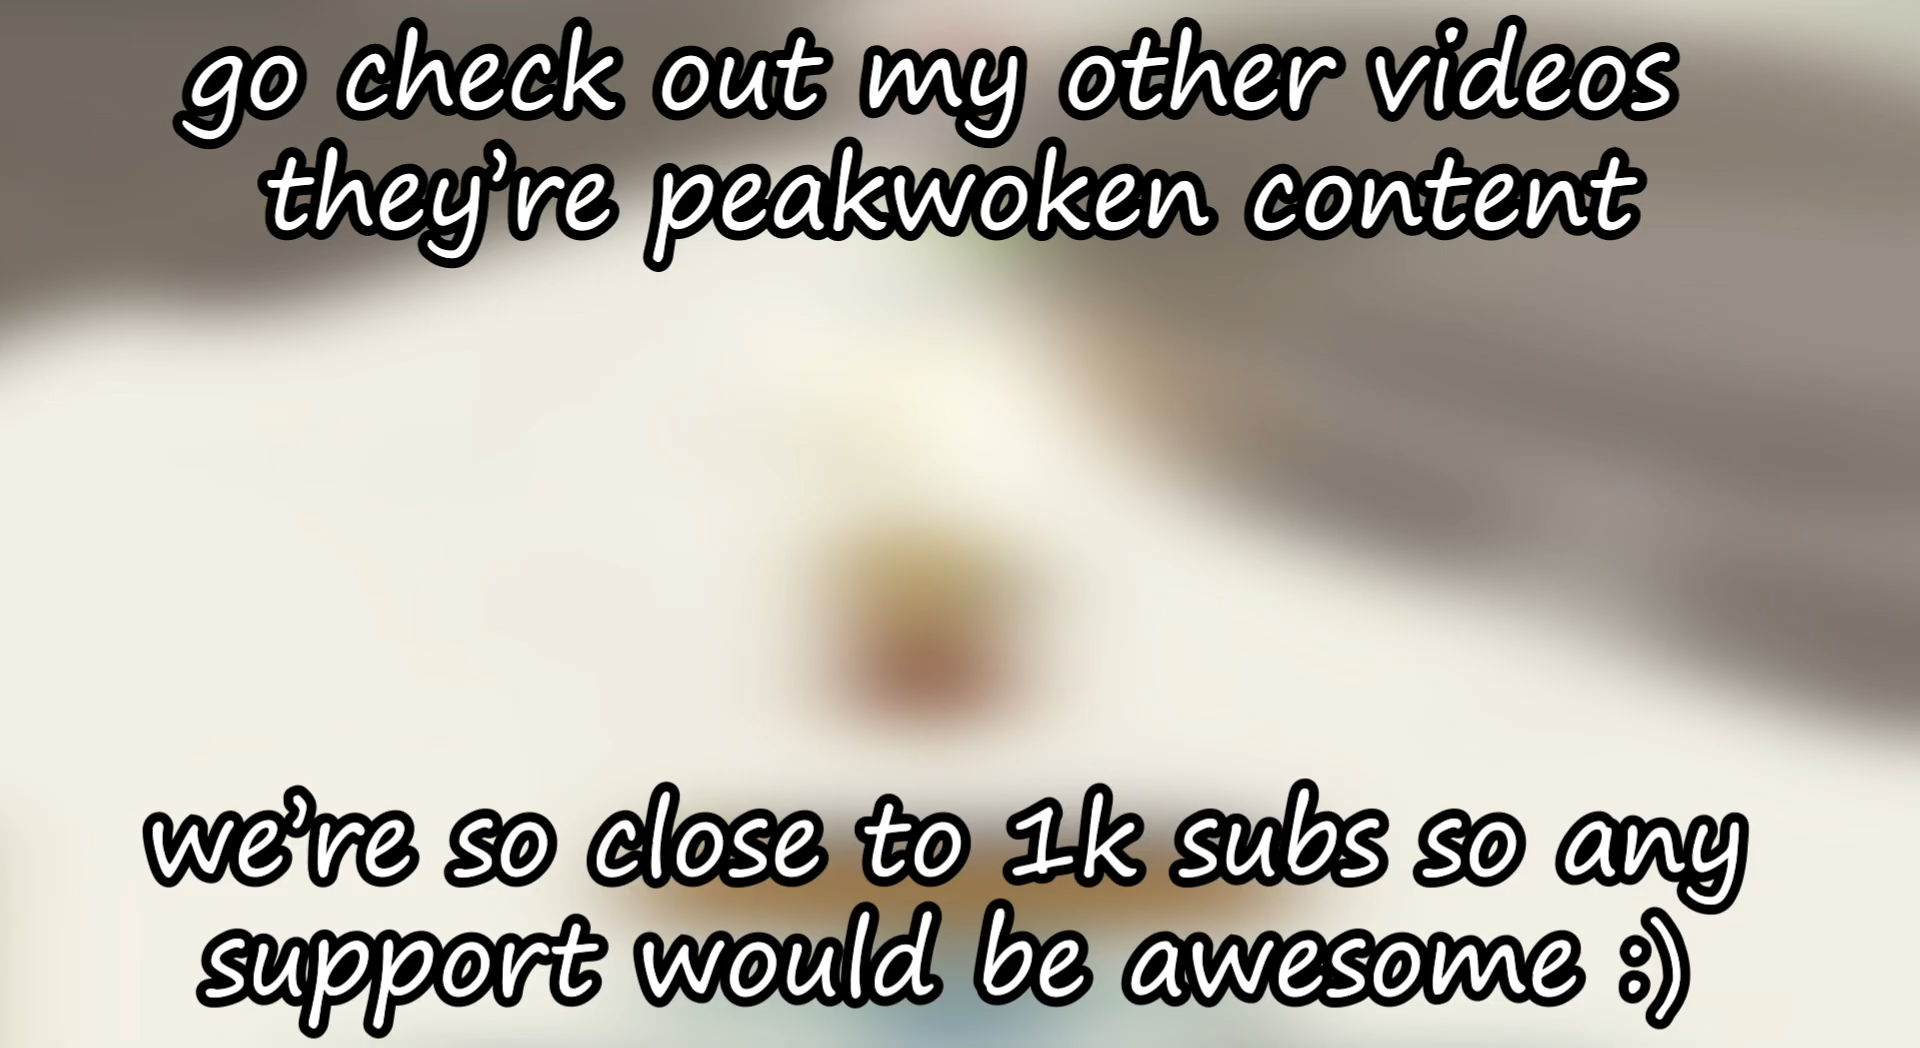 go check out my other videos
they’re peakwoken content
we’re so close to 1k subs so any
support would be awesome :)